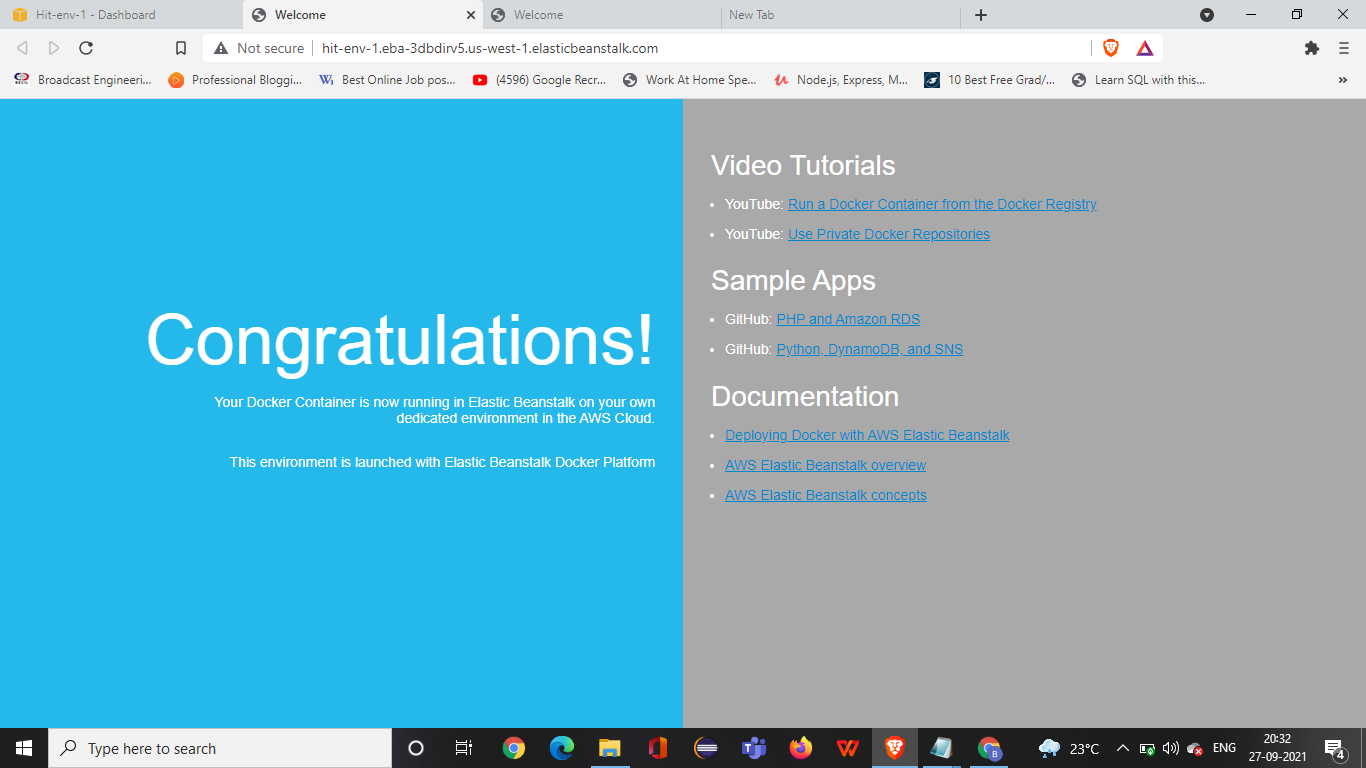 Hit-env-1 - Dashboard
Welcome
Welcome
New Tab
Not secure
hit-env-1.eba-3dbdirv5.us-west-1.elasticbeanstalk.com
Broadcast Engineeri...
Professional Bloggi...
Best Online Job pos...
(4596) Google Recr...
Work At Home Spe...
Node.js, Express, M...
10 Best Free Grad/...
Learn SQL with this...
Congratulations!
Your Docker Container is now running in Elastic Beanstalk on your own
dedicated environment in the AWS Cloud.
This environment is launched with Elastic Beanstalk Docker Platform
Video Tutorials
YouTube: Run a Docker Container from the Docker Registry
YouTube: Use Private Docker Repositories
Sample Apps
GitHub: PHP and Amazon RDS
GitHub: Python, DynamoDB, and SNS
Documentation
Deploying Docker with AWS Elastic Beanstalk
AWS Elastic Beanstalk overview
AWS Elastic Beanstalk concepts
Type here to search
23°C
ENG
20:32
27-09-2021
4